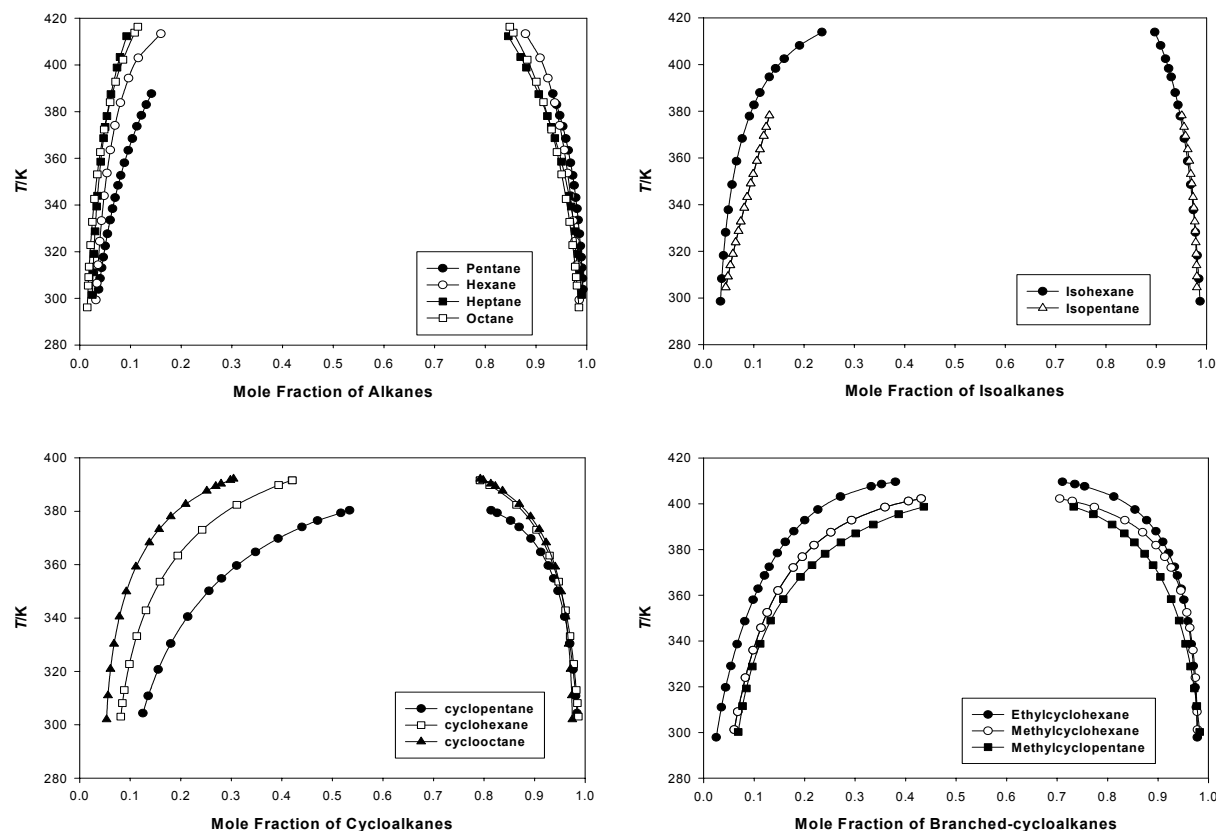 420
400
380
360
340
320
300
280
T/K
0.0 0.1 0.2 0.3 0.4 0.5 0.6 0.7 0.8 0.9 1.0
Mole Fraction of Alkanes
Pentane
Hexane
Heptane
Octane
420
400
380
360
340
320
300
280
T/K
0.0 0.1 0.2 0.3 0.4 0.5 0.6 0.7 0.8 0.9 1.0
Mole Fraction of Isoalkanes
Isohexane
Isopentane
400
380
360
340
320
300
280
T/K
0.0 0.1 0.2 0.3 0.4 0.5 0.6 0.7 0.8 0.9 1.0
Mole Fraction of Cycloalkanes
cyclopentane
cyclohexane
cyclooctane
420
400
380
360
340
320
300
280
T/K
0.0 0.1 0.2 0.3 0.4 0.5 0.6 0.7 0.8 0.9 1.0
Mole Fraction of Branched-cycloalkanes
Ethylcyclohexane
Methylcyclohexane
Methylcyclopentane